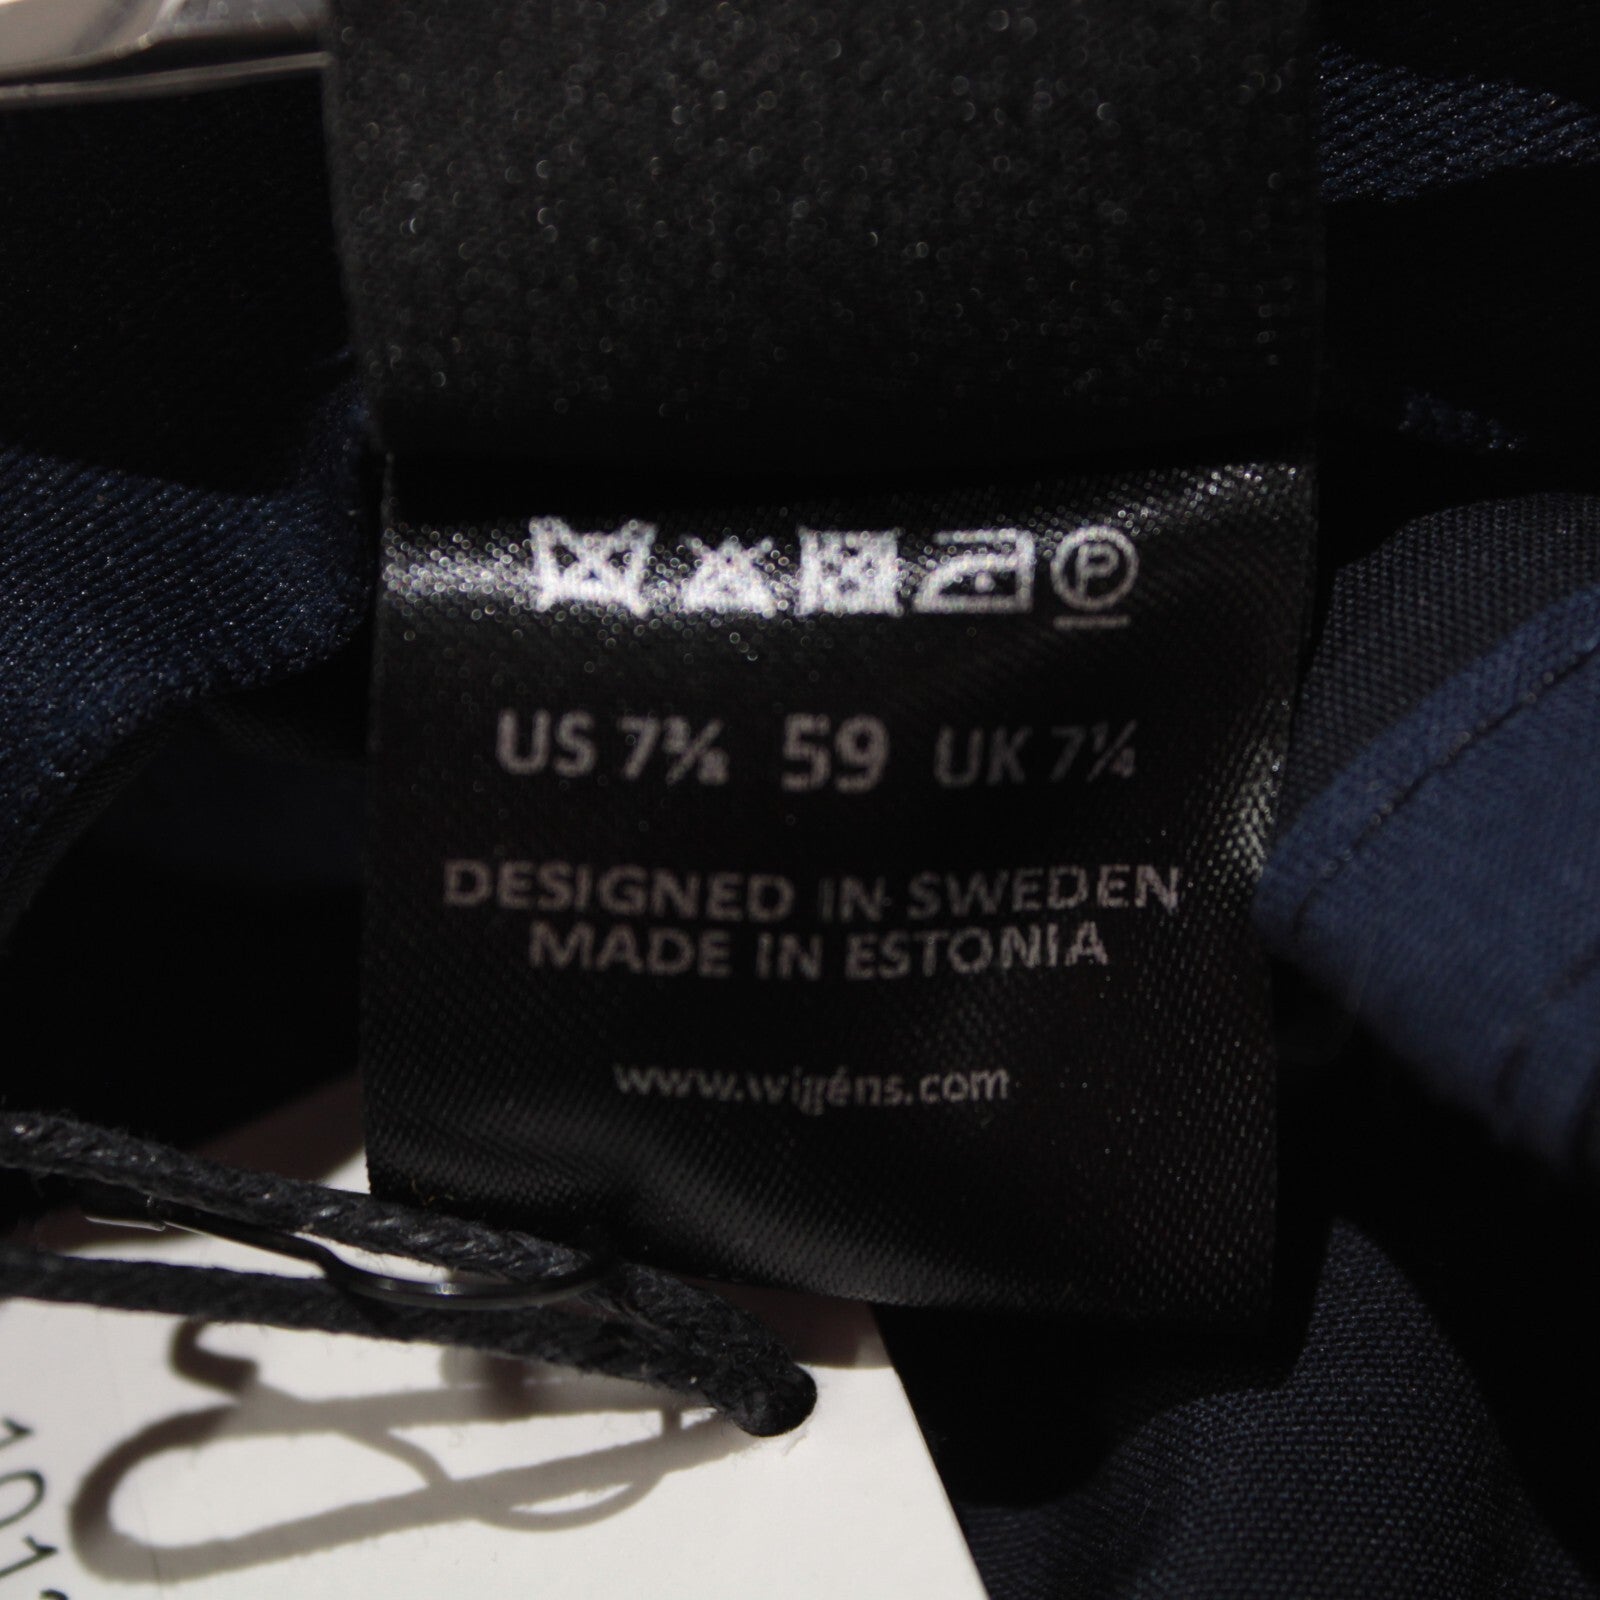 P
US 7⅜ 59 UK 7¼
DESIGNED IN SWEDEN
MADE IN ESTONIA
www.wigéns.com